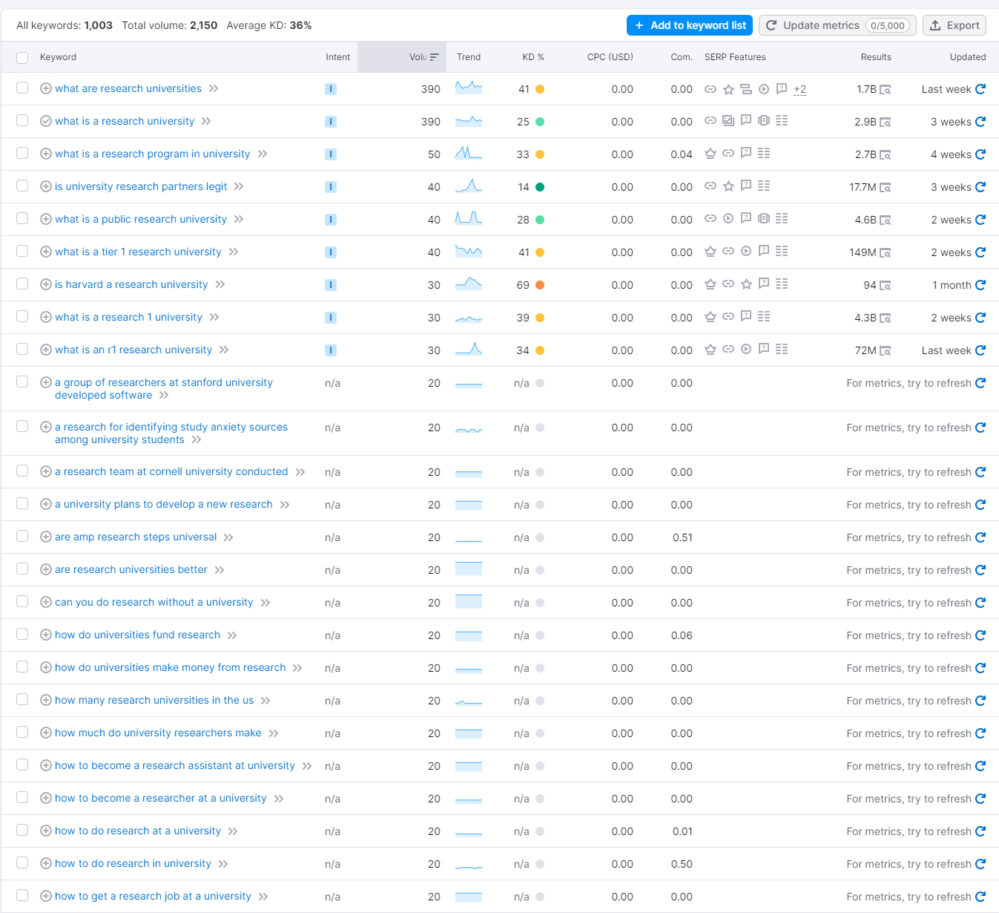 All keywords: 1,003 Total volume: 2,150 Average KD: 36% + Add to keyword list Update metrics 0/5,000 Export
Keyword Intent Volu Trend KD % CPC (USD) Com. SERP Features Results Updated
what are research universities I 390 41 0.00 0.00 +2 1.7B Last week
what is a research university I 390 25 0.00 0.00 2.9B 3 weeks
what is a research program in university I 50 33 0.00 0.04 2.7B 4 weeks
is university research partners legit I 40 14 0.00 0.00 17.7M 3 weeks
what is a public research university I 40 28 0.00 0.00 4.6B 2 weeks
what is a tier 1 research university I 40 41 0.00 0.00 149M 2 weeks
is harvard a research university I 30 69 0.00 0.00 94 1 month
what is a research 1 university I 30 39 0.00 0.00 4.3B 2 weeks
what is an r1 research university I 30 34 0.00 0.00 72M Last week
a group of researchers at stanford university n/a 20 n/a 0.00 0.00 For metrics, try to refresh
developed software
a research for identifying study anxiety sources n/a 20 n/a 0.00 0.00 For metrics, try to refresh
among university students
a research team at cornell university conducted n/a 20 n/a 0.00 0.00 For metrics, try to refresh
a university plans to develop a new research n/a 20 n/a 0.00 0.00 For metrics, try to refresh
are amp research steps universal n/a 20 n/a 0.00 0.51 For metrics, try to refresh
are research universities better n/a 20 n/a 0.00 0.00 For metrics, try to refresh
can you do research without a university n/a 20 n/a 0.00 0.00 For metrics, try to refresh
how do universities fund research n/a 20 n/a 0.00 0.06 For metrics, try to refresh
how do universities make money from research n/a 20 n/a 0.00 0.00 For metrics, try to refresh
how many research universities in the us n/a 20 n/a 0.00 0.00 For metrics, try to refresh
how much do university researchers make n/a 20 n/a 0.00 0.00 For metrics, try to refresh
how to become a research assistant at university n/a 20 n/a 0.00 0.00 For metrics, try to refresh
how to become a researcher at a university n/a 20 n/a 0.00 0.00 For metrics, try to refresh
how to do research at a university n/a 20 n/a 0.00 0.01 For metrics, try to refresh
how to do research in university n/a 20 n/a 0.00 0.50 For metrics, try to refresh
how to get a research job at a university n/a 20 n/a 0.00 0.00 For metrics, try to refresh